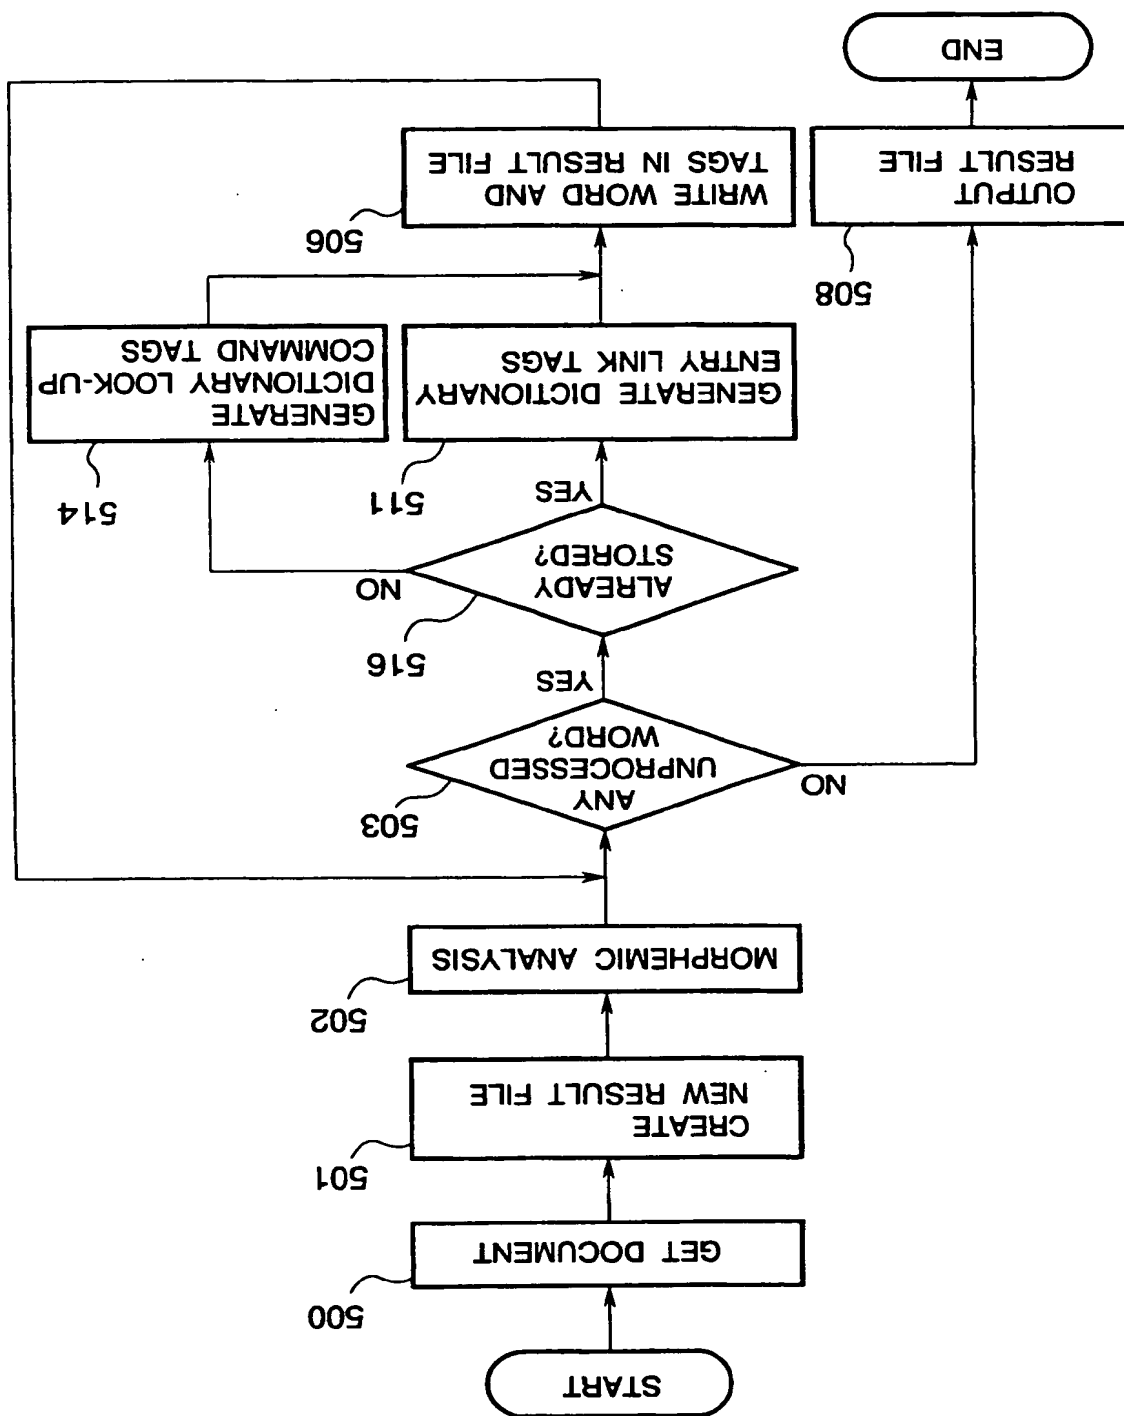 START
GET DOCUMENT
500
CREATE
NEW RESULT FILE
501
MORPHEMIC ANALYSIS
502
ANY
UNPROCESSED
WORD?
503
NO
YES
ALREADY
STORED?
516
NO
YES
GENERATE DICTIONARY
ENTRY LINK TAGS
511
GENERATE
DICTIONARY LOOK-UP
COMMAND TAGS
514
WRITE WORD AND
TAGS IN RESULT FILE
506
OUTPUT
RESULT FILE
508
END